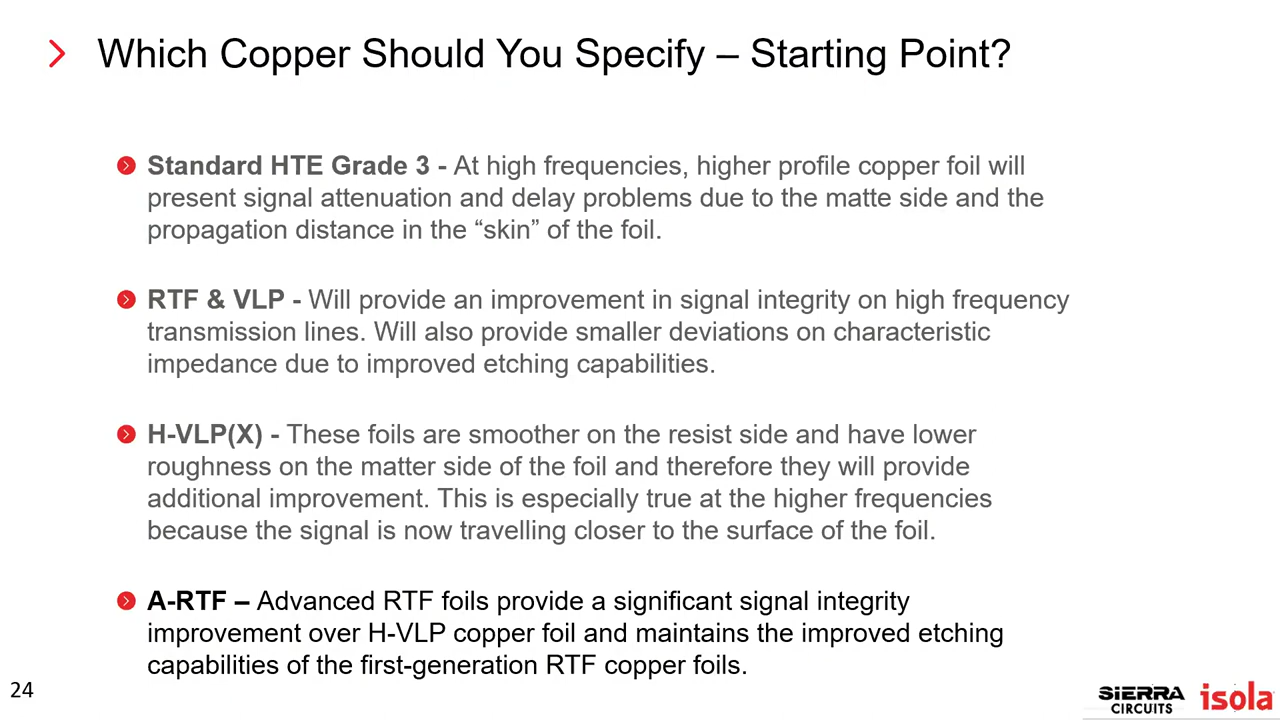 Which Copper Should You Specify – Starting Point?
Standard HTE Grade 3 - At high frequencies, higher profile copper foil will
present signal attenuation and delay problems due to the matte side and the
propagation distance in the “skin” of the foil.
RTF & VLP - Will provide an improvement in signal integrity on high frequency
transmission lines. Will also provide smaller deviations on characteristic
impedance due to improved etching capabilities.
H-VLP(X) - These foils are smoother on the resist side and have lower
roughness on the matter side of the foil and therefore they will provide
additional improvement. This is especially true at the higher frequencies
because the signal is now travelling closer to the surface of the foil.
A-RTF – Advanced RTF foils provide a significant signal integrity
improvement over H-VLP copper foil and maintains the improved etching
capabilities of the first-generation RTF copper foils.
24
SIERRA
CIRCUITS
isola